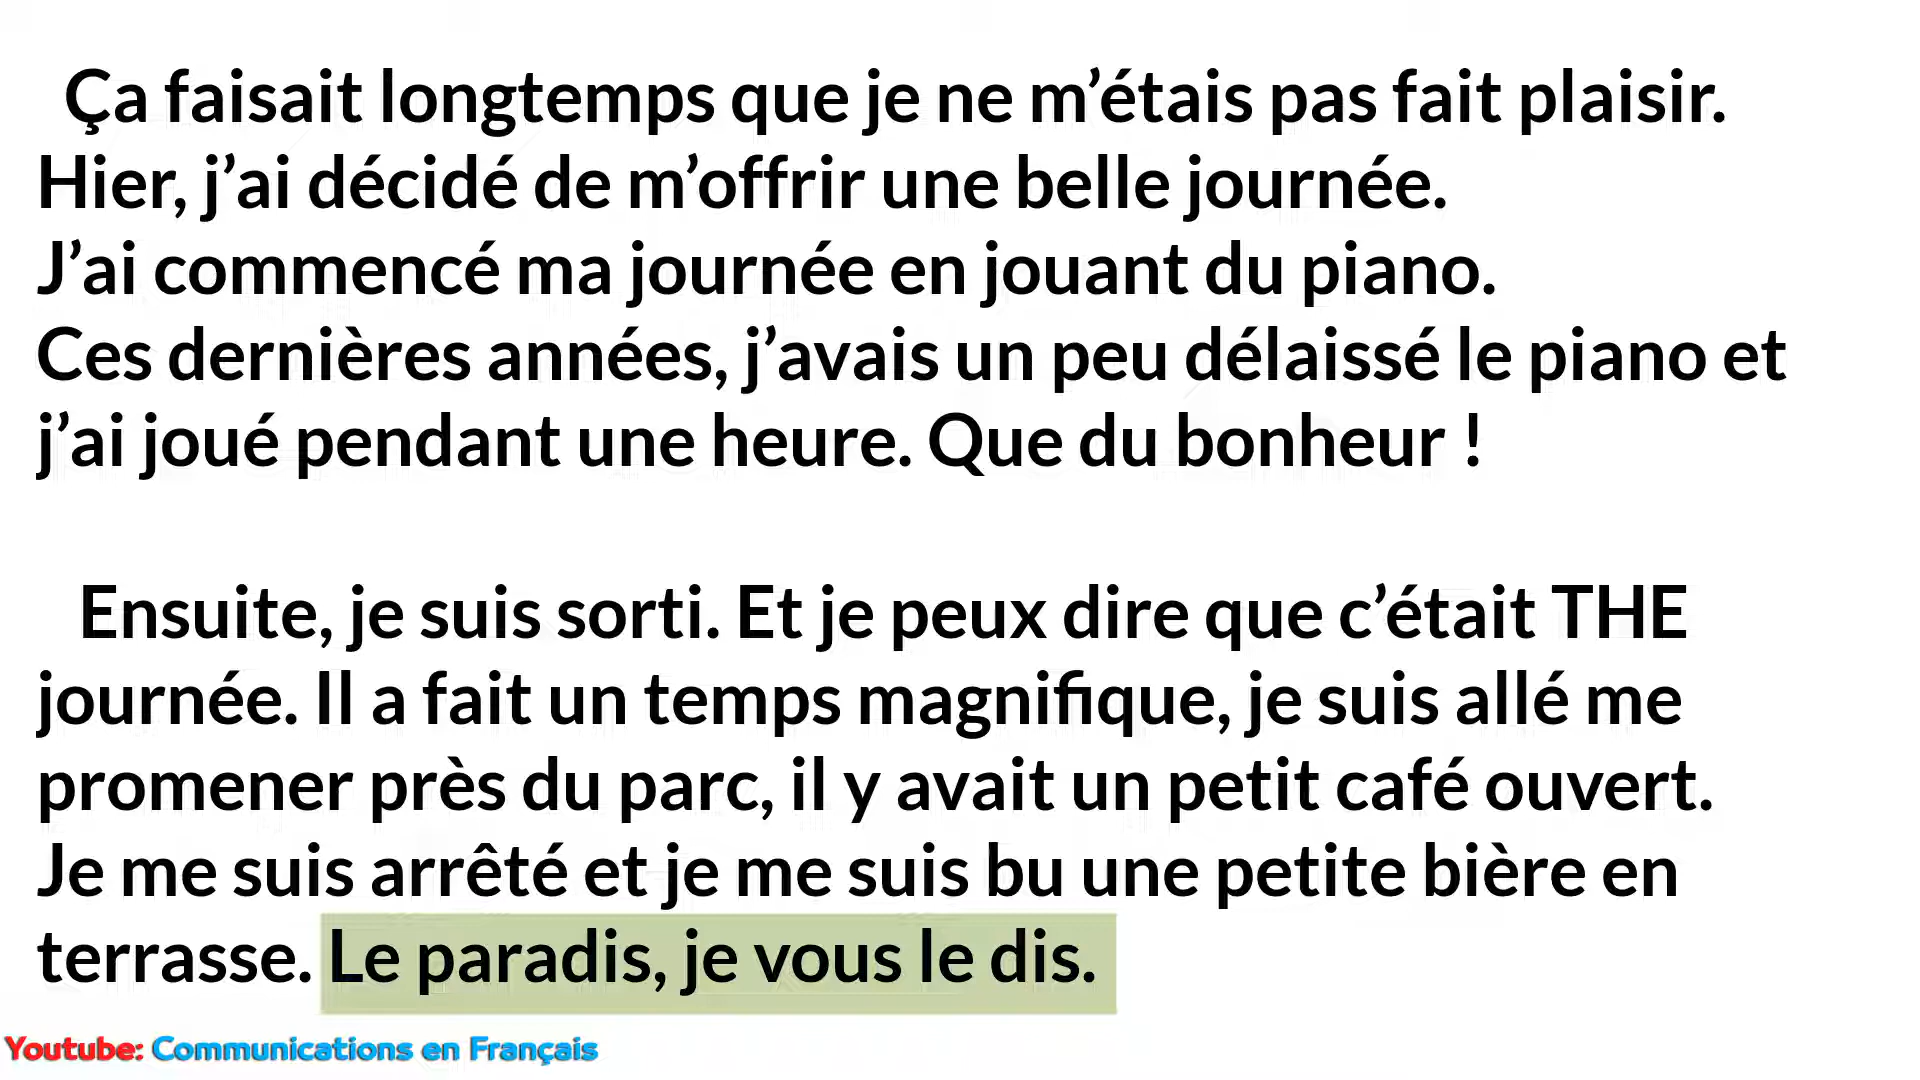 Ça faisait longtemps que je ne m’étais pas fait plaisir.
Hier, j’ai décidé de m’offrir une belle journée.
J’ai commencé ma journée en jouant du piano.
Ces dernières années, j’avais un peu délaissé le piano et
j’ai joué pendant une heure. Que du bonheur !
Ensuite, je suis sorti. Et je peux dire que c’était THE
journée. Il a fait un temps magnifique, je suis allé me
promener près du parc, il y avait un petit café ouvert.
Je me suis arrêté et je me suis bu une petite bière en
terrasse. Le paradis, je vous le dis.
Youtube: Communications en Français